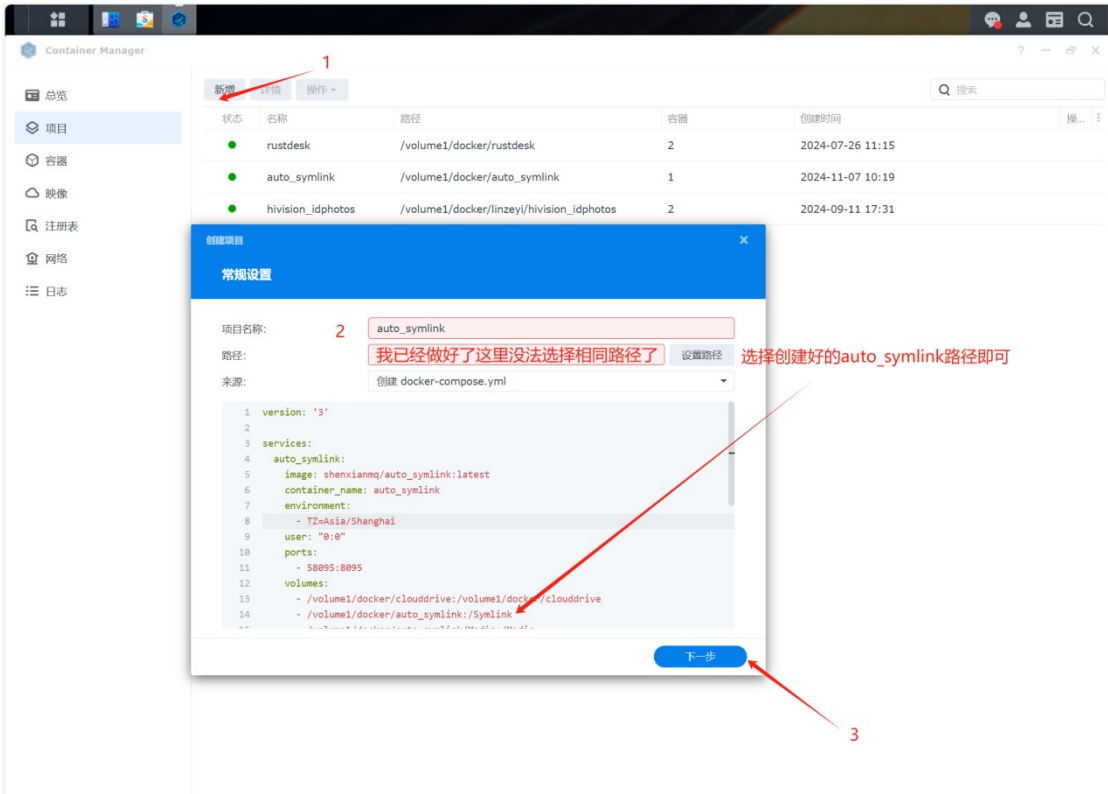 Container Manager
1
总览
项目
容器
映像
注册表
网络
日志
新增 详情 操作
搜索
状态 名称 路径 容器 创建时间 操...
rustdesk /volume1/docker/rustdesk 2 2024-07-26 11:15
auto_symlink /volume1/docker/auto_symlink 1 2024-11-07 10:19
hivision_idphotos /volume1/docker/linzeyi/hivision_idphotos 2 2024-09-11 17:31
创建项目
常规设置
项目名称: 2 auto_symlink
路径: 我已经做好了这里没法选择相同路径了 设置路径 选择创建好的auto_symlink路径即可
来源: 创建 docker-compose.yml
1 version: '3'
2
3 services:
4 auto_symlink:
5 image: shenxianmq/auto_symlink:latest
6 container_name: auto_symlink
7 environment:
8 - TZ=Asia/Shanghai
9 user: "0:0"
10 ports:
11 - 58095:8095
12 volumes:
13 - /volume1/docker/clouddrive:/volume1/docker/clouddrive
14 - /volume1/docker/auto_symlink:/Symlink
下一步
3